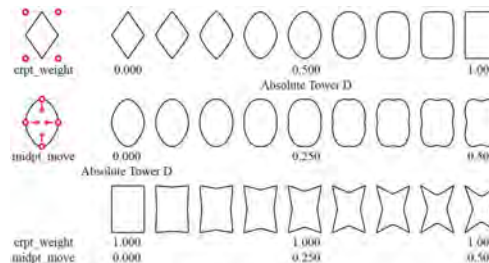 crpt_weight 0.000 0.500 1.00
Absolute Tower D
midpt_move 0.000 0.250 0.50
Absolute Tower D
crpt_weight 1.000 1.000 1.00
midpt_move 0.000 0.250 0.50